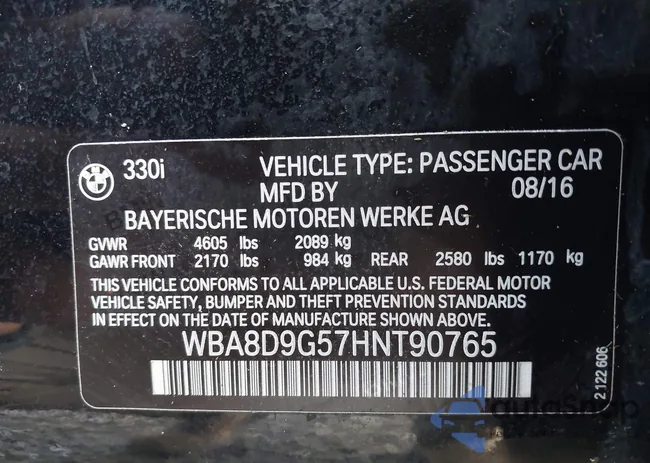 330i VEHICLE TYPE: PASSENGER CAR
MFD BY 08/16
BAYERISCHE MOTOREN WERKE AG
GVWR 4605 lbs 2089 kg
GAWR FRONT 2170 lbs 984 kg REAR 2580 lbs 1170 kg
THIS VEHICLE CONFORMS TO ALL APPLICABLE U.S. FEDERAL MOTOR
VEHICLE SAFETY, BUMPER AND THEFT PREVENTION STANDARDS
IN EFFECT ON THE DATE OF MANUFACTURE SHOWN ABOVE.
WBA8D9G57HNT90765
2 122 606